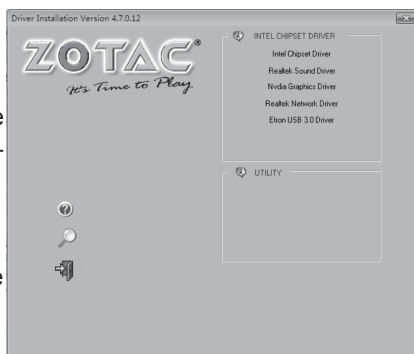 Driver Installation Version 4.7.0.12
ZOTAC®
It's Time to Play
INTEL CHIPSET DRIVER
Intel Chipset Driver
Realtek Sound Driver
Nvdia Graphics Driver
Realtek Network Driver
Etron USB 3.0 Driver
UTILITY